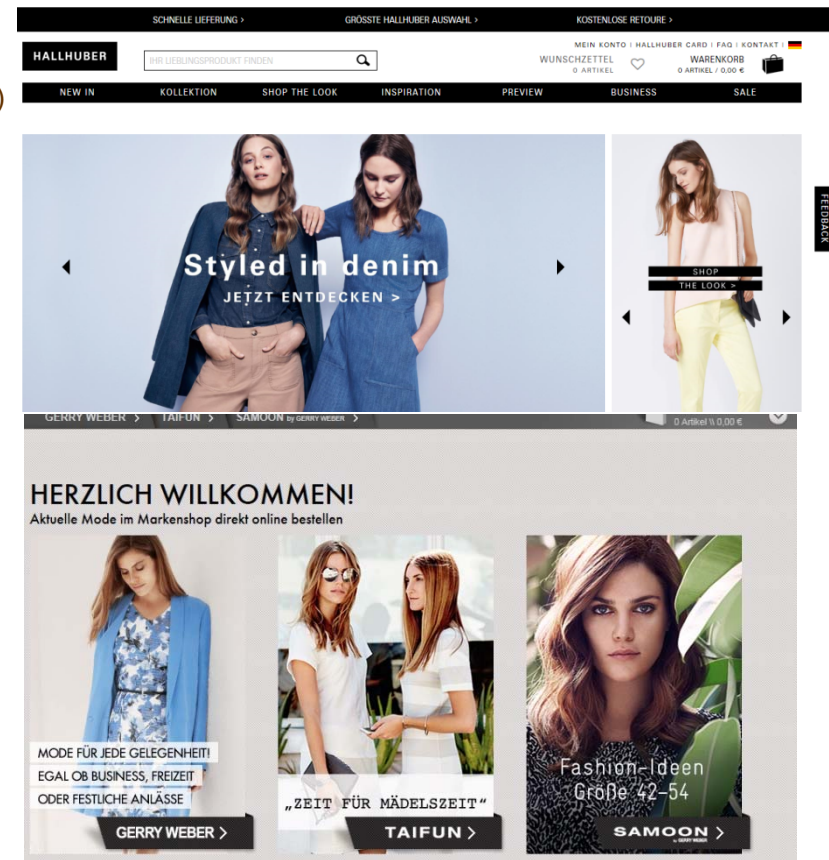 SCHNELLE LIEFERUNG >
GRÖSSTE HALLHUBER AUSWAHL >
KOSTENLOSE RETOURE >
MEIN KONTO | HALLHUBER CARD | FAQ | KONTAKT |
HALLHUBER
IHR LIEBLINGSPRODUKT FINDEN
WUNSCHZETTEL
0 ARTIKEL
WARENKORB
0 ARTIKEL / 0,00 €
NEW IN
KOLLEKTION
SHOP THE LOOK
INSPIRATION
PREVIEW
BUSINESS
SALE
)
Styled in denim
JETZT ENTDECKEN >
SHOP
THE LOOK >
FEEDBACK
GERRY WEBER >
TAIFUN >
SAMOON by GERRY WEBER >
0 Artikel \\ 0,00 €
HERZLICH WILLKOMMEN!
Aktuelle Mode im Markenshop direkt online bestellen
MODE FÜR JEDE GELEGENHEIT!
EGAL OB BUSINESS, FREIZEIT
ODER FESTLICHE ANLÄSSE
GERRY WEBER >
„ZEIT FÜR MÄDELSZEIT“
TAIFUN >
Fashion-Ideen
Größe 42–54
SAMOON >
by GERRY WEBER